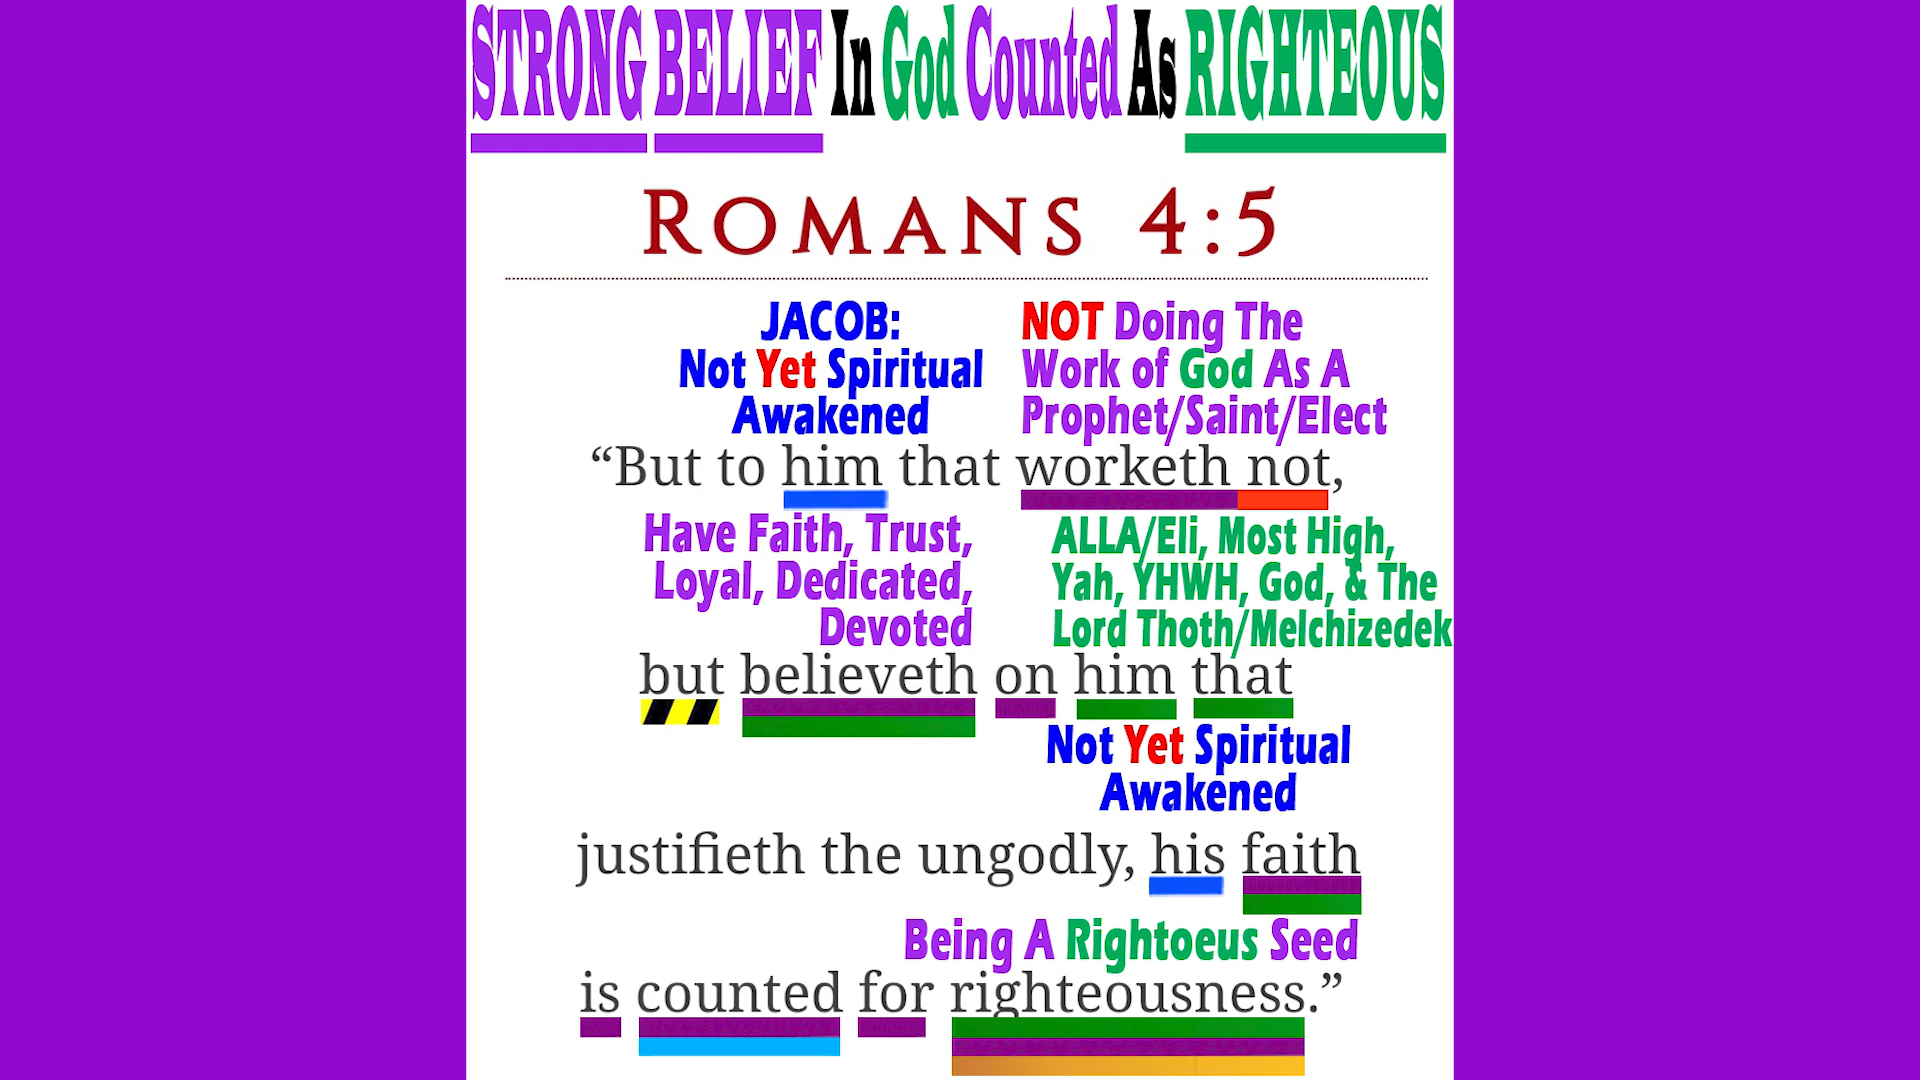 STRONG BELIEF In God Counted As RIGHTEOUS
ROMANS 4:5
JACOB:
Not Yet Spiritual
Awakened
NOT Doing The
Work of God As A
Prophet/Saint/Elect
“But to him that worketh not,
Have Faith, Trust,
Loyal, Dedicated,
Devoted
ALLA/Eli, Most High,
Yah, YHWH, God, & The
Lord Thoth/Melchizedek
but believeth on him that
Not Yet Spiritual
Awakened
justifieth the ungodly, his faith
Being A Rightoeus Seed
is counted for righteousness.”